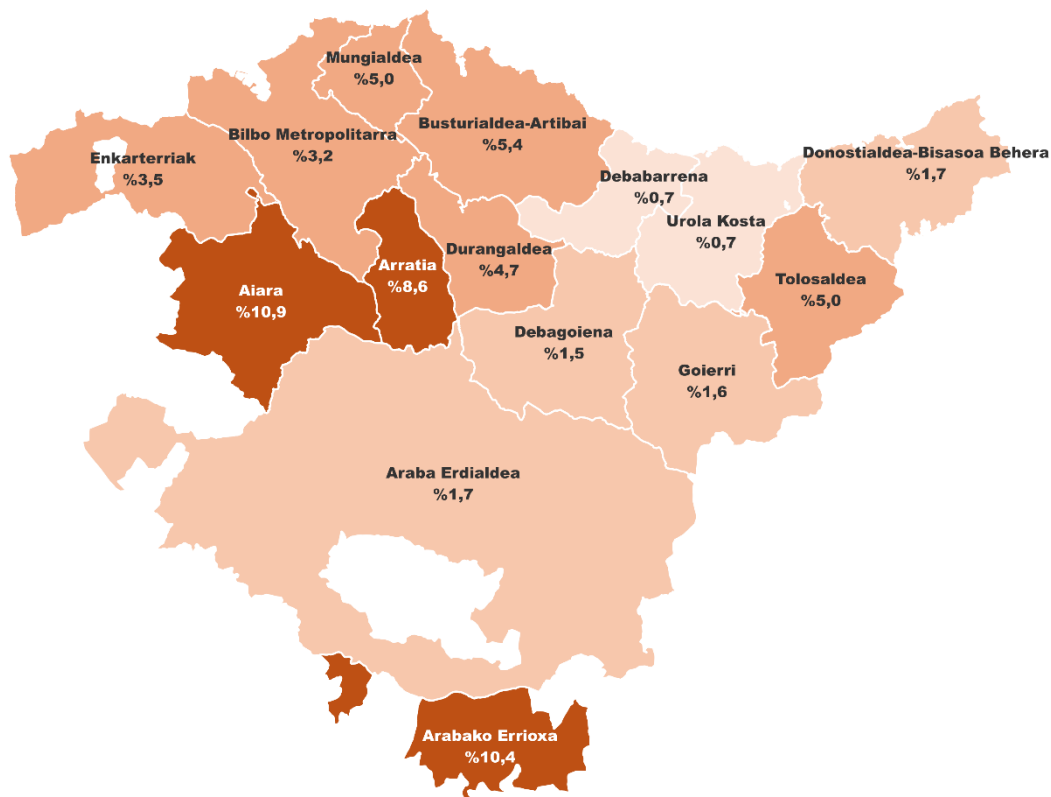 Mungialdea
%5,0
Busturialdea-Artibai
%5,4
Bilbo Metropolitarra
%3,2
Enkarterriak
%3,5
Donostialdea-Bisasoa Behera
%1,7
Debabarrena
%0,7
Urola Kosta
%0,7
Durangaldea
%4,7
Arratia
%8,6
Tolosaldea
%5,0
Aiara
%10,9
Debagoiena
%1,5
Goierri
%1,6
Araba Erdialdea
%1,7
Arabako Errioxa
%10,4